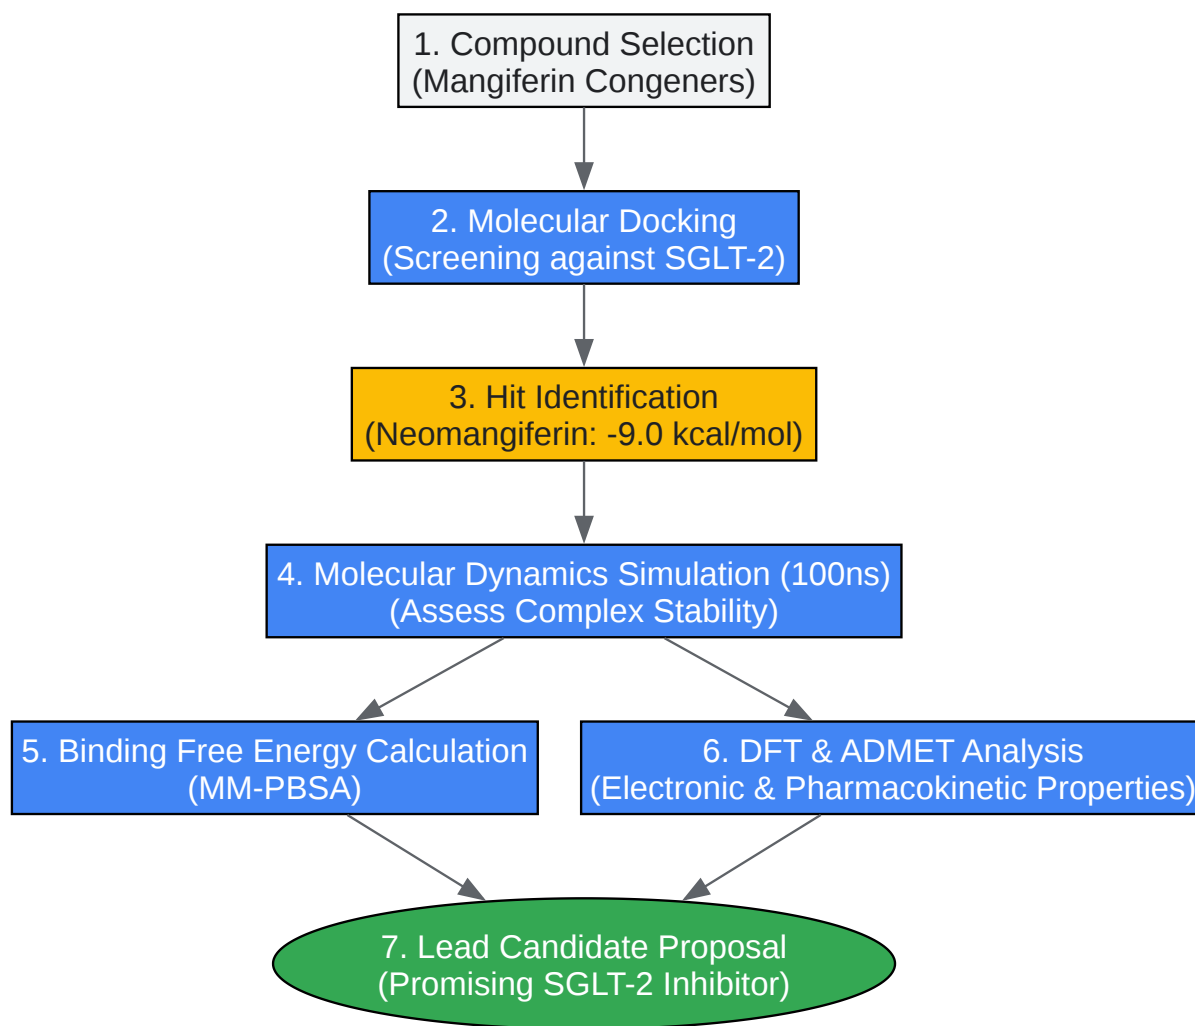 1. Compound Selection
(Mangiferin Congeners)
2. Molecular Docking
(Screening against SGLT-2)
3. Hit Identification
(Neomangiferin: -9.0 kcal/mol)
4. Molecular Dynamics Simulation (100ns)
(Assess Complex Stability)
5. Binding Free Energy Calculation
(MM-PBSA)
6. DFT & ADMET Analysis
(Electronic & Pharmacokinetic Properties)
7. Lead Candidate Proposal
(Promising SGLT-2 Inhibitor)